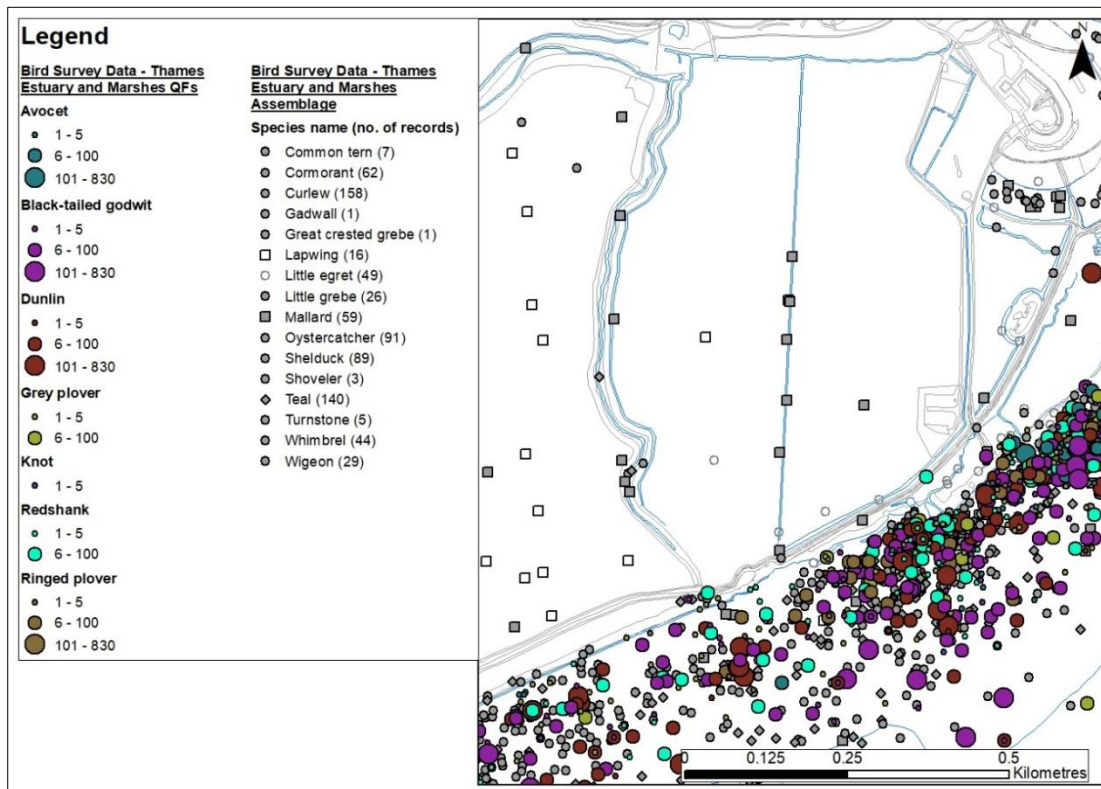 Legend
Bird Survey Data - Thames
Estuary and Marshes QFs
Avocet
1 - 5
6 - 100
101 - 830
Black-tailed godwit
1 - 5
6 - 100
101 - 830
Dunlin
1 - 5
6 - 100
101 - 830
Grey plover
1 - 5
6 - 100
Knot
1 - 5
Redshank
1 - 5
6 - 100
Ringed plover
1 - 5
6 - 100
101 - 830
Bird Survey Data - Thames
Estuary and Marshes
Assemblage
Species name (no. of records)
Common tern (7)
Cormorant (62)
Curlew (158)
Gadwall (1)
Great crested grebe (1)
Lapwing (16)
Little egret (49)
Little grebe (26)
Mallard (59)
Oystercatcher (91)
Shelduck (89)
Shoveler (3)
Teal (140)
Turnstone (5)
Whimbrel (44)
Wigeon (29)
N
0 0.125 0.25 0.5
Kilometres